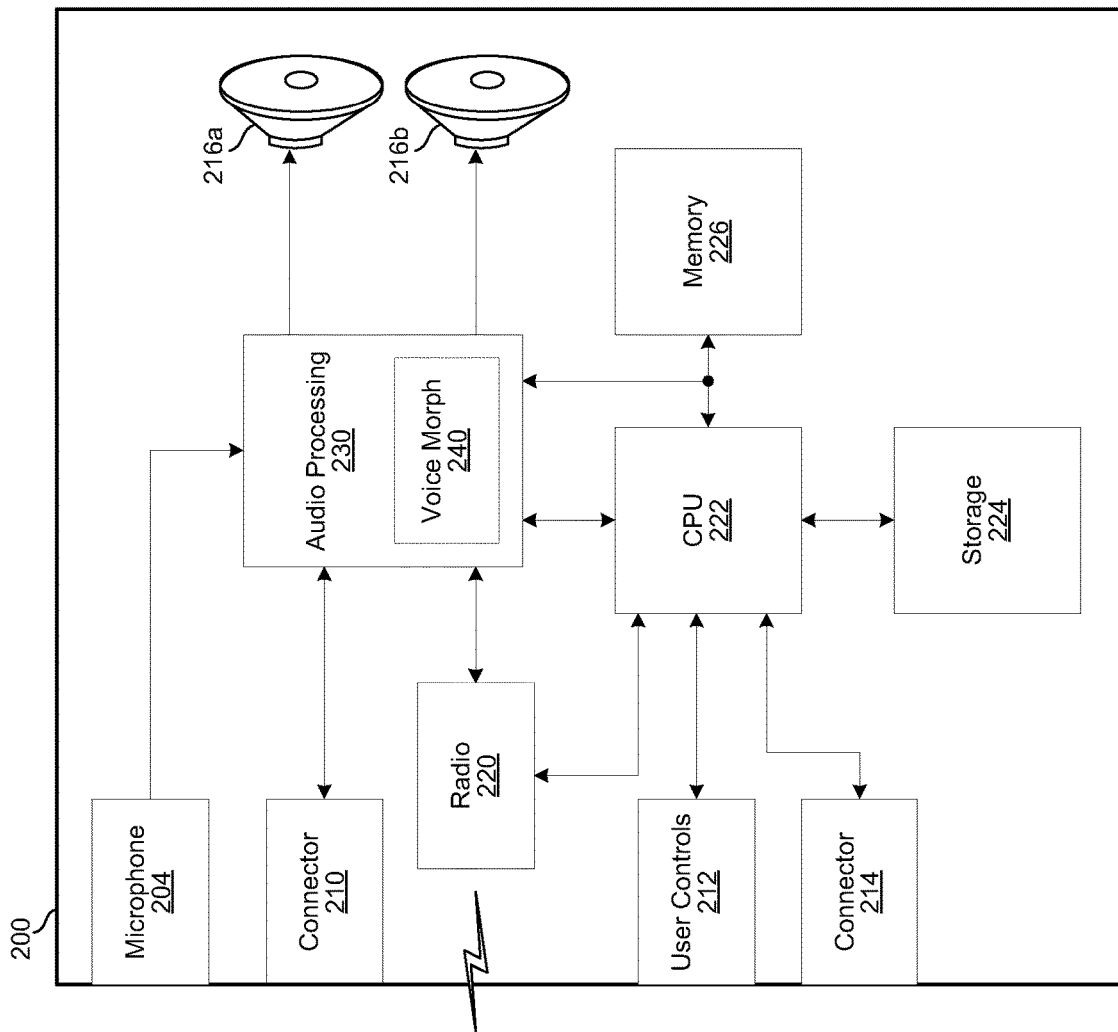 200
Microphone
204
Connector
210
Radio
220
User Controls
212
Connector
214
Audio Processing
230
Voice Morph
240
CPU
222
Storage
224
Memory
226
216a
216b